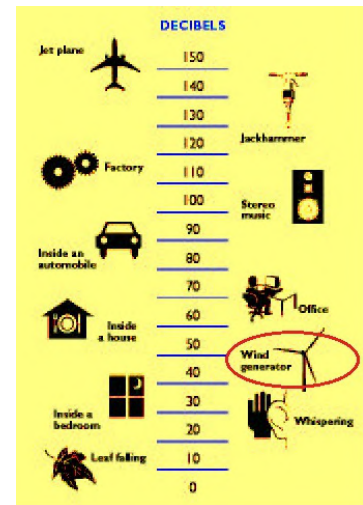 DECIBELS
Jet plane
150
140
130
120
Jackhammer
Factory
110
100
Stereo
music
90
Inside an
automobile
80
70
Office
60
Inside
a house
50
Wind
generator
40
30
Inside a
bedroom
Whispering
20
Leaf falling
10
0